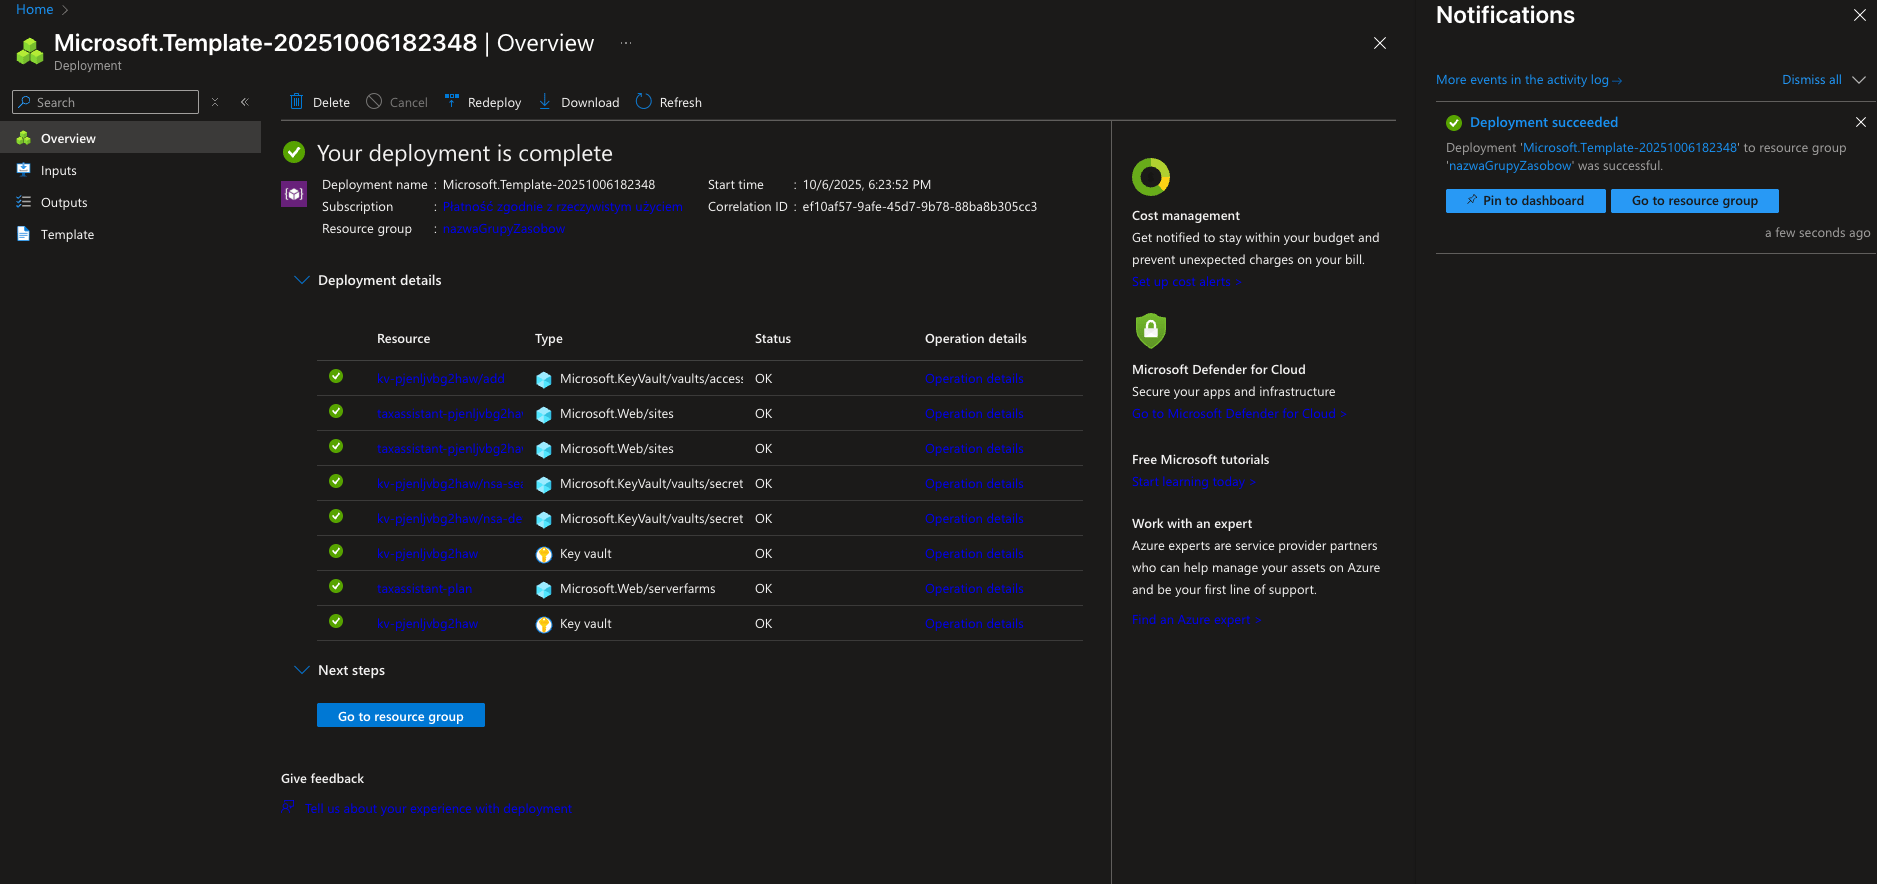 Home
Microsoft.Template-20251006182348 | Overview ...
Deployment
Search
Overview
Inputs
Outputs
Template
Delete Cancel Redeploy Download Refresh
Your deployment is complete
Deployment name : Microsoft.Template-20251006182348
Subscription : Płatność zgodnie z rzeczywistym użyciem
Resource group : nazwaGrupyZasobow
Start time : 10/6/2025, 6:23:52 PM
Correlation ID : ef10af57-9afe-45d7-9b78-88ba8b305cc3
Deployment details
Resource Type Status Operation details
Microsoft.KeyVault/vaults/access OK Operation details
Microsoft.Web/sites OK Operation details
Microsoft.Web/sites OK Operation details
Microsoft.KeyVault/vaults/secret OK Operation details
Microsoft.KeyVault/vaults/secret OK Operation details
Key vault OK Operation details
taxassistant-plan Microsoft.Web/serverfarms OK Operation details
Key vault OK Operation details
Next steps
Go to resource group
Give feedback
Tell us about your experience with deployment
Cost management
Get notified to stay within your budget and
prevent unexpected charges on your bill.
Set up cost alerts >
Microsoft Defender for Cloud
Secure your apps and infrastructure
Go to Microsoft Defender for Cloud >
Free Microsoft tutorials
Start learning today >
Work with an expert
Azure experts are service provider partners
who can help manage your assets on Azure
and be your first line of support.
Find an Azure expert >
Notifications
More events in the activity log → Dismiss all
Deployment succeeded
Deployment 'Microsoft.Template-20251006182348' to resource group
'nazwaGrupyZasobow' was successful.
Pin to dashboard Go to resource group
a few seconds ago